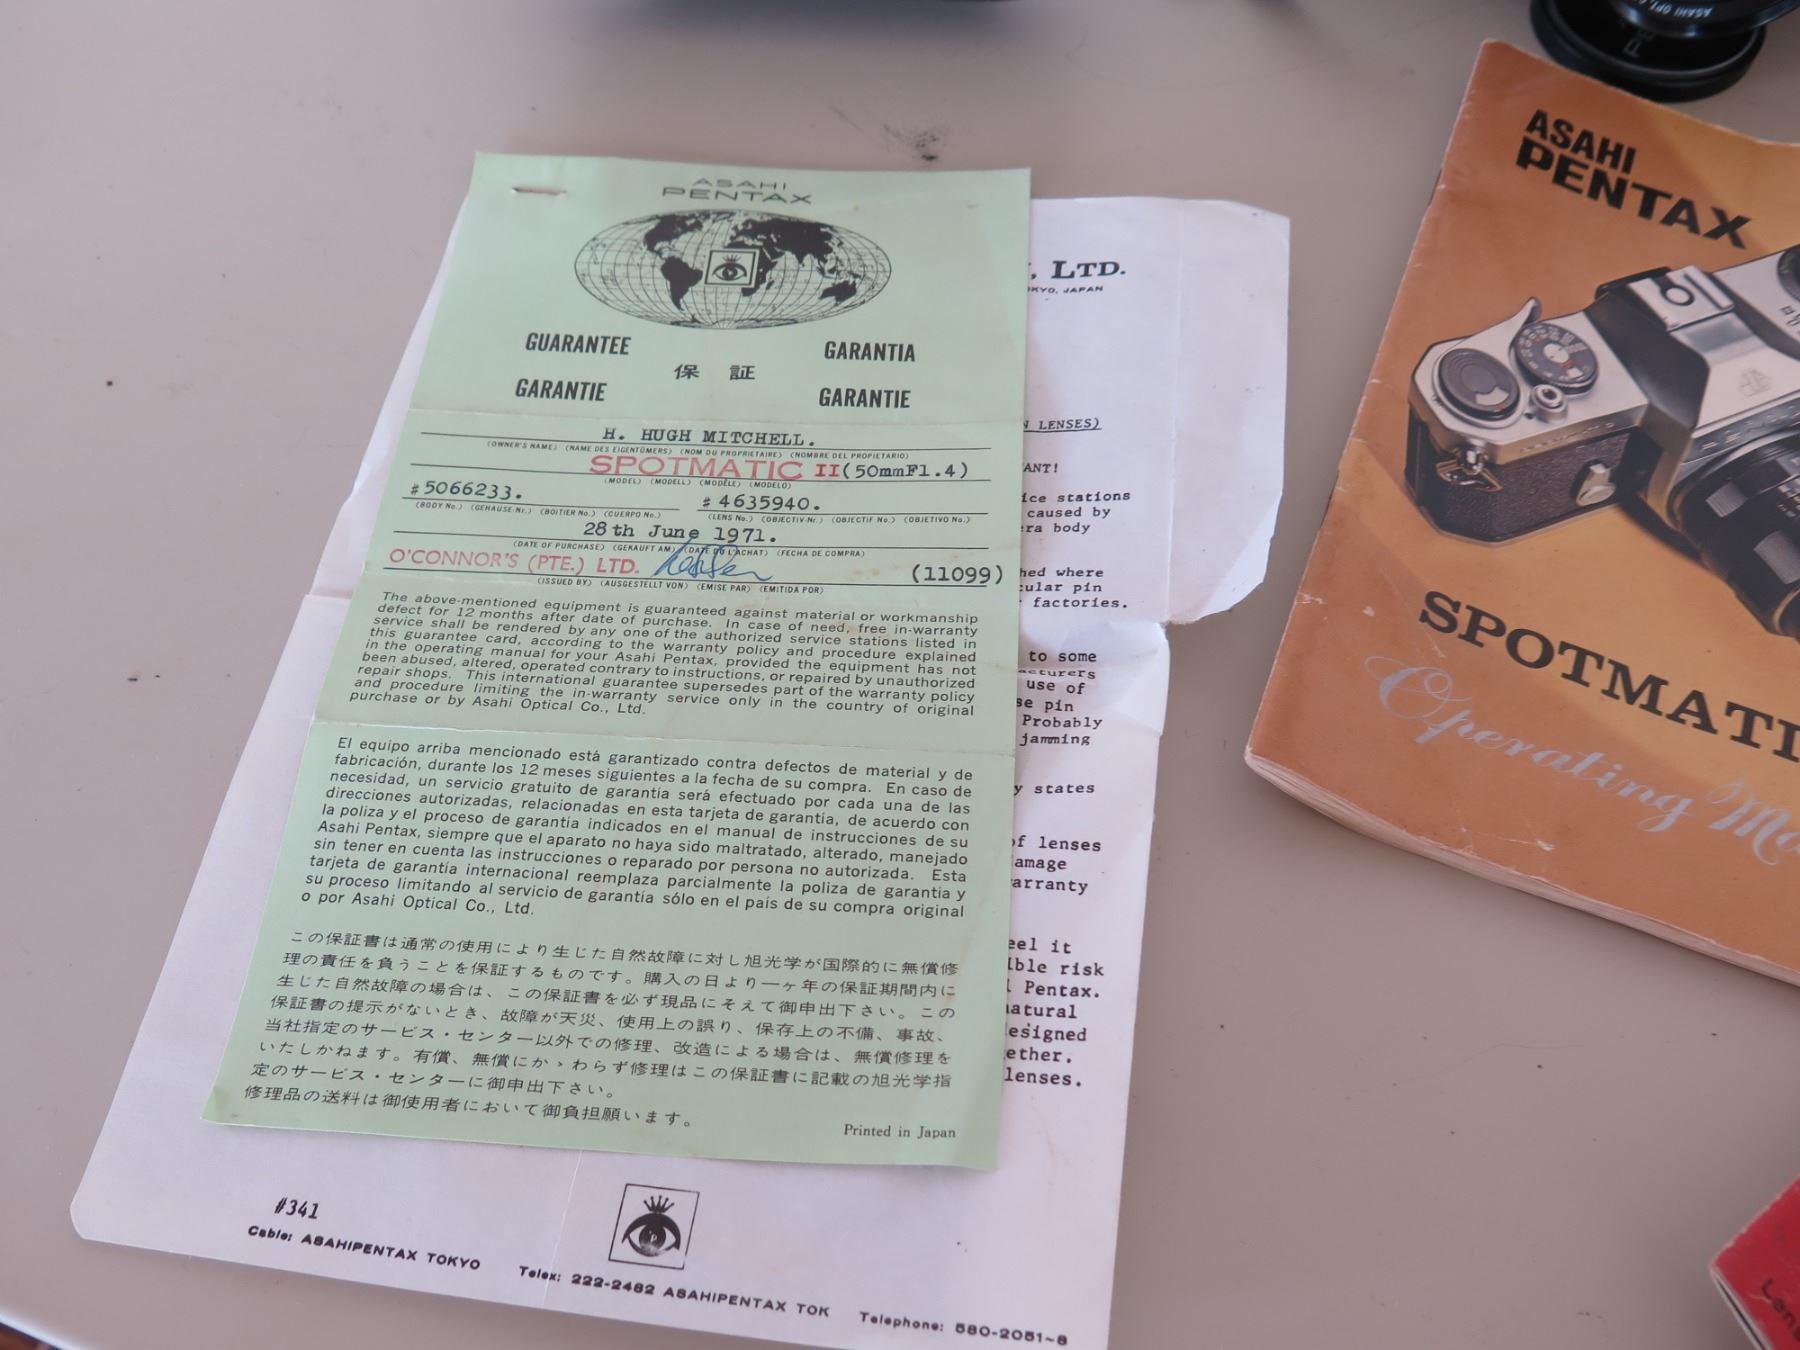 ASAHI
PENTAX
GUARANTEE
GARANTIA
保 証
GARANTIE
GARANTIE
H. HUGH MITCHELL.
(OWNER'S NAME) (NAME DES EIGENTÜMERS) (NOM DU PROPRIETAIRE) (NOMBRE DEL PROPIETARIO)
SPOTMATIC II (50mmF1.4)
(MODEL) (MODELL) (MODÈLE) (MODELO)
#5066233.
# 4635940.
(BODY No.) (GEHÄUSE-Nr.) (BOITIER No.) (CUERPO No.)
(LENS No.) (OBJECTIV-Nr.) (OBJECTIF No.) (OBJETIVO No.)
28th June 1971.
(DATE OF PURCHASE) (GEKAUFT AM) (DATE DU L'ACHAT) (FECHA DE COMPRA)
O'CONNOR'S (PTE.) LTD.
(11099)
(ISSUED BY) (AUSGESTELLT VON) (EMISE PAR) (EMITIDA POR)
The above-mentioned equipment is guaranteed against material or workmanship
defect for 12 months after date of purchase. In case of need, free in-warranty
service shall be rendered by any one of the authorized service stations listed in
this guarantee card, according to the warranty policy and procedure explained
in the operating manual for your Asahi Pentax, provided the equipment has not
been abused, altered, operated contrary to instructions, or repaired by unauthorized
repair shops. This international guarantee supersedes part of the warranty policy
and procedure limiting the in-warranty service only in the country of original
purchase or by Asahi Optical Co., Ltd.
El equipo arriba mencionado está garantizado contra defectos de material y de
fabricación, durante los 12 meses siguientes a la fecha de su compra. En caso de
necesidad, un servicio gratuito de garantía será efectuado por cada una de las
direcciones autorizadas, relacionadas en esta tarjeta de garantía, de acuerdo con
la poliza y el proceso de garantía indicados en el manual de instrucciones de su
Asahi Pentax, siempre que el aparato no haya sido maltratado, alterado, manejado
sin tener en cuenta las instrucciones o reparado por persona no autorizada. Esta
tarjeta de garantía internacional reemplaza parcialmente la poliza de garantía y
su proceso limitando al servicio de garantía sólo en el país de su compra original
o por Asahi Optical Co., Ltd.
この保証書は通常の使用により生じた自然故障に対し旭光学が国際的に無償修
理の責任を負うことを保証するものです。購入の日より一ヶ年の保証期間内に
生じた自然故障の場合は、この保証書を必ず現品にそえて御申出下さい。この
保証書の提示がないとき、故障が天災、使用上の誤り、保存上の不備、事故、
当社指定のサービス・センター以外での修理、改造による場合は、無償修理を
いたしかねます。有償、無償にかゝわらず修理はこの保証書に記載の旭光学指
定のサービス・センターに御申出下さい。
修理品の送料は御使用者において御負担願います。
Printed in Japan
, LTD.
KYO, JAPAN
LENSES)
ANT!
ice stations
caused by
era body
hed where
cular pin
factories.
to some
acturers
use of
se pin
Probably
jamming
y states
of lenses
amage
arranty
eel it
ible risk
l Pentax.
natural
designed
ether.
lenses.
#341
Cable: ASAHIPENTAX TOKYO
Telex: 222-2482 ASAHIPENTAX TOK
Telephone: 580-2051~8
ASAHI
PENTAX
SPOTMATI
Operating Ma
Lens